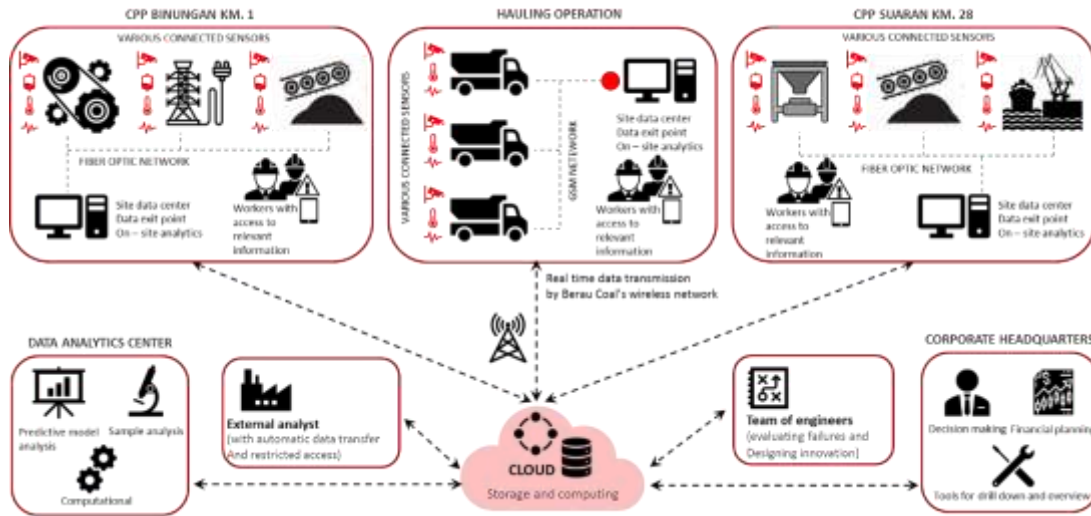 CPP BINUNGAN KM. 1
VARIOUS CONNECTED SENSORS
FIBER OPTIC NETWORK
Site data center
Data exit point
On – site analytics
Workers with
access to
relevant
information
HAULING OPERATION
VARIOUS CONNECTED SENSORS
GSM NETEWORK
Site data center
Data exit point
On – site analytics
Workers with
access to
relevant
information
CPP SUARAN KM. 28
VARIOUS CONNECTED SENSORS
FIBER OPTIC NETWORK
Workers with
access to
relevant
information
Site data center
Data exit point
On – site analytics
Real time data transmission
by Berau Coal's wireless network
DATA ANALYTICS CENTER
Predictive model
analysis
Sample analysis
Computational
External analyst
(with automatic data transfer
And restricted access)
CLOUD
Storage and computing
Team of engineers
(evaluating failures and
Designing innovation)
CORPORATE HEADQUARTERS
Decision making
Financial planning
Tools for drill down and overview